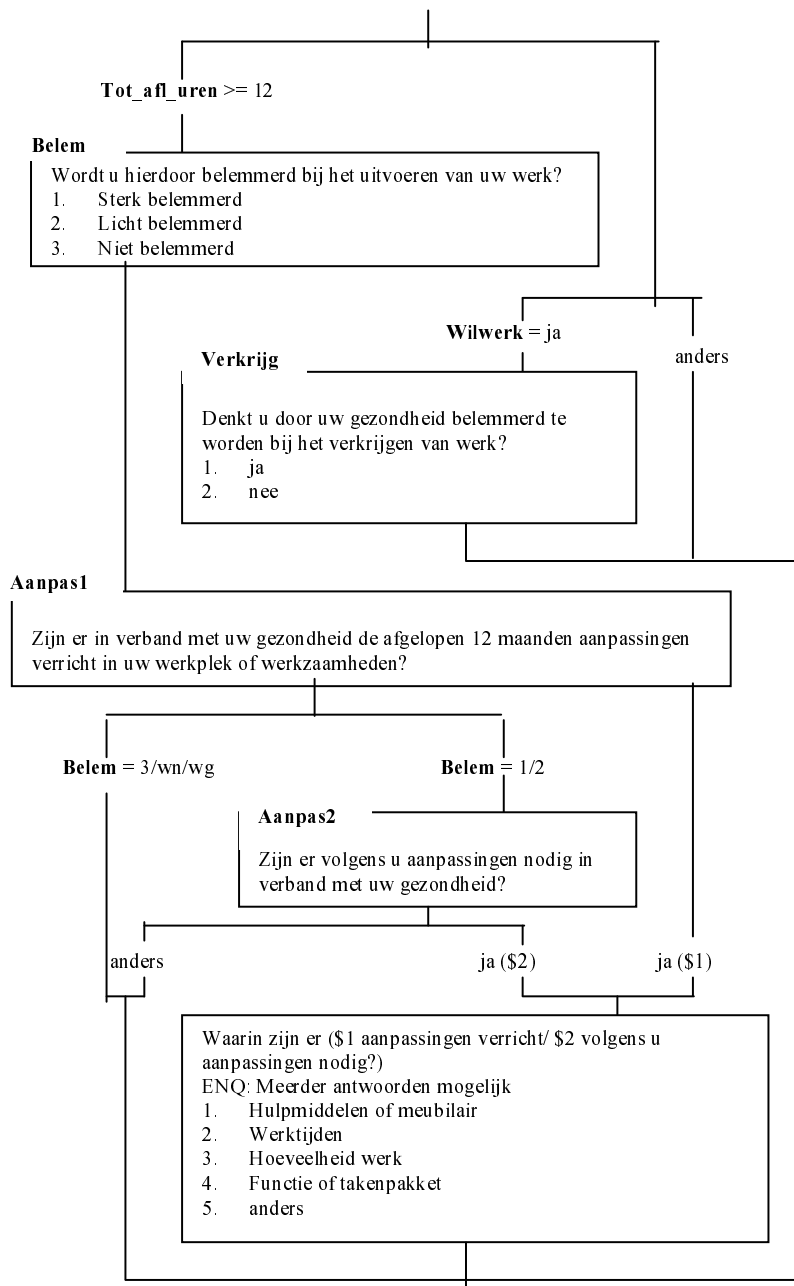 Tot_afl_uren >= 12
Belem
Wordt u hierdoor belemmerd bij het uitvoeren van uw werk?
1. Sterk belemmerd
2. Licht belemmerd
3. Niet belemmerd
Wilwerk = ja
anders
Verkrijg
Denkt u door uw gezondheid belemmerd te
worden bij het verkrijgen van werk?
1. ja
2. nee
Aanpas1
Zijn er in verband met uw gezondheid de afgelopen 12 maanden aanpassingen
verricht in uw werkplek of werkzaamheden?
Belem = 3/wn/wg
Belem = 1/2
Aanpas2
Zijn er volgens u aanpassingen nodig in
verband met uw gezondheid?
anders
ja ($2)
ja ($1)
Waarin zijn er ($1 aanpassingen verricht/ $2 volgens u
aanpassingen nodig?)
ENQ: Meerder antwoorden mogelijk
1. Hulpmiddelen of meubilair
2. Werktijden
3. Hoeveelheid werk
4. Functie of takenpakket
5. anders